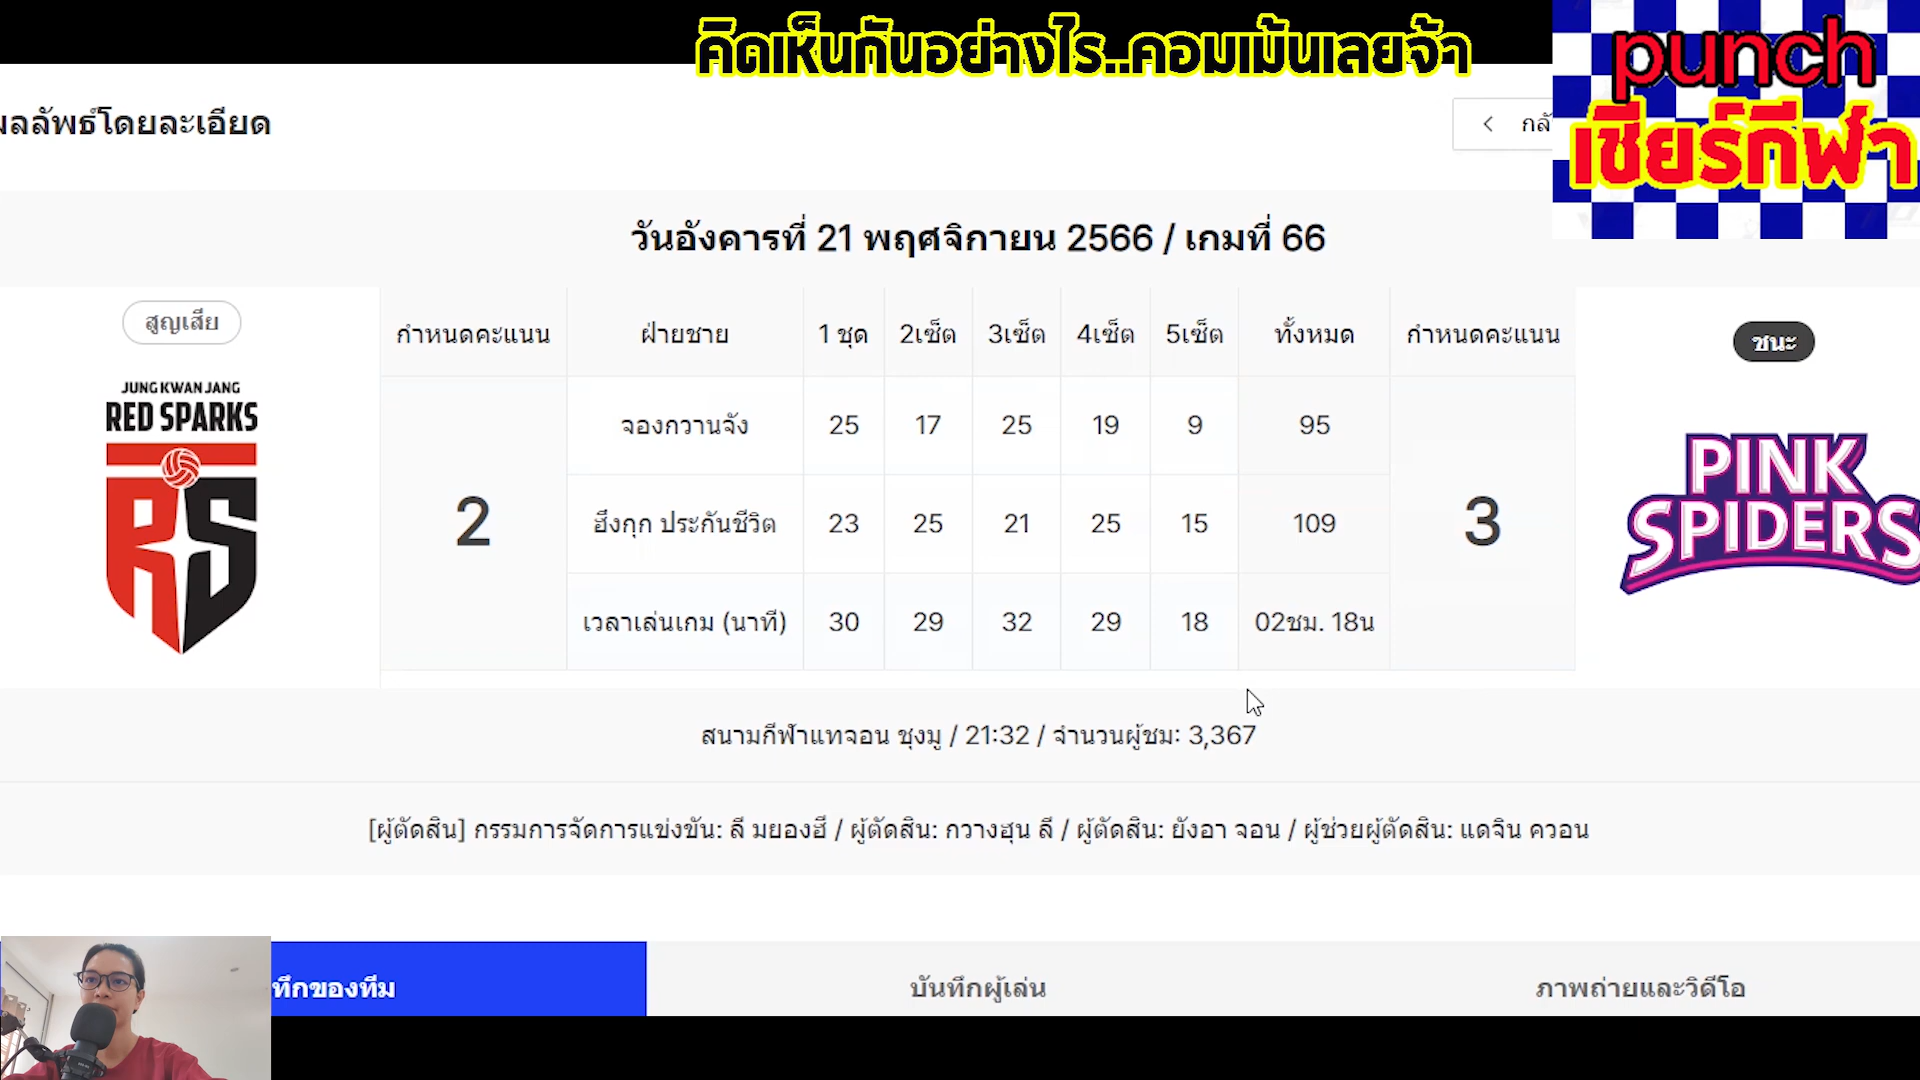 คิดเห็นกันอย่างไร..คอมเม้นเลยจ้า
punch
เชียร์กีฬา
ผลลัพธ์โดยละเอียด
วันอังคารที่ 21 พฤศจิกายน 2566 / เกมที่ 66
สูญเสีย
JUNG KWAN JANG
RED SPARKS
RS
กำหนดคะแนน ฝ่ายชาย 1 ชุด 2เซ็ต 3เซ็ต 4เซ็ต 5เซ็ต ทั้งหมด กำหนดคะแนน
จองกวานจัง 25 17 25 19 9 95
2 ฮึงกุก ประกันชีวิต 23 25 21 25 15 109 3
เวลาเล่นเกม (นาที) 30 29 32 29 18 02ชม. 18น
ชนะ
PINK
SPIDERS
สนามกีฬาแทจอน ชุงมู / 21:32 / จำนวนผู้ชม: 3,367
[ผู้ตัดสิน] กรรมการจัดการแข่งขัน: ลี มยองฮี / ผู้ตัดสิน: กวางฮุน ลี / ผู้ตัดสิน: ยังอา จอน / ผู้ช่วยผู้ตัดสิน: แดจิน ควอน
ทึกของทีม บันทึกผู้เล่น ภาพถ่ายและวิดีโอ